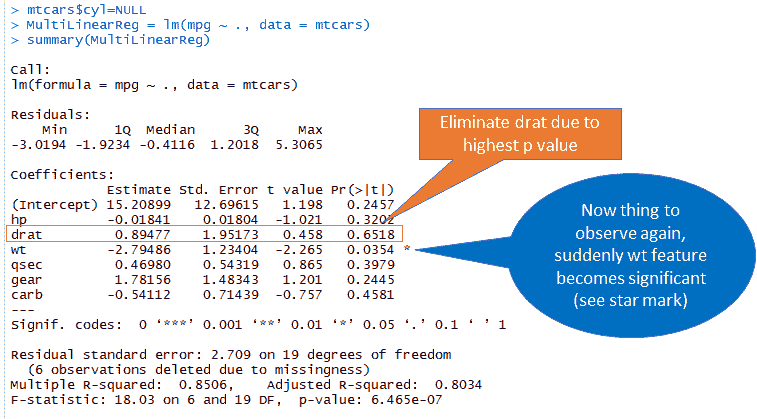 > mtcars$cyl=NULL
> MultiLinearReg = lm(mpg ~ ., data = mtcars)
> summary(MultiLinearReg)
Call:
lm(formula = mpg ~ ., data = mtcars)
Residuals:
Min 1Q Median 3Q Max
-3.0194 -1.9234 -0.4116 1.2018 5.3065
Eliminate drat due to
highest p value
Coefficients:
Estimate Std. Error t value Pr(>|t|)
(Intercept) 15.20899 12.69615 1.198 0.2457
hp -0.01841 0.01804 -1.021 0.3202
drat 0.89477 1.95173 0.458 0.6518
wt -2.79486 1.23404 -2.265 0.0354 *
qsec 0.46980 0.54319 0.865 0.3979
gear 1.78156 1.48343 1.201 0.2445
carb -0.54112 0.71439 -0.757 0.4581
---
Signif. codes: 0 ‘***’ 0.001 ‘**’ 0.01 ‘*’ 0.05 ‘.’ 0.1 ‘ ’ 1
Now thing to
observe again,
suddenly wt feature
becomes significant
(see star mark)
Residual standard error: 2.709 on 19 degrees of freedom
(6 observations deleted due to missingness)
Multiple R-squared: 0.8506, Adjusted R-squared: 0.8034
F-statistic: 18.03 on 6 and 19 DF, p-value: 6.465e-07